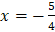 x = -5/4